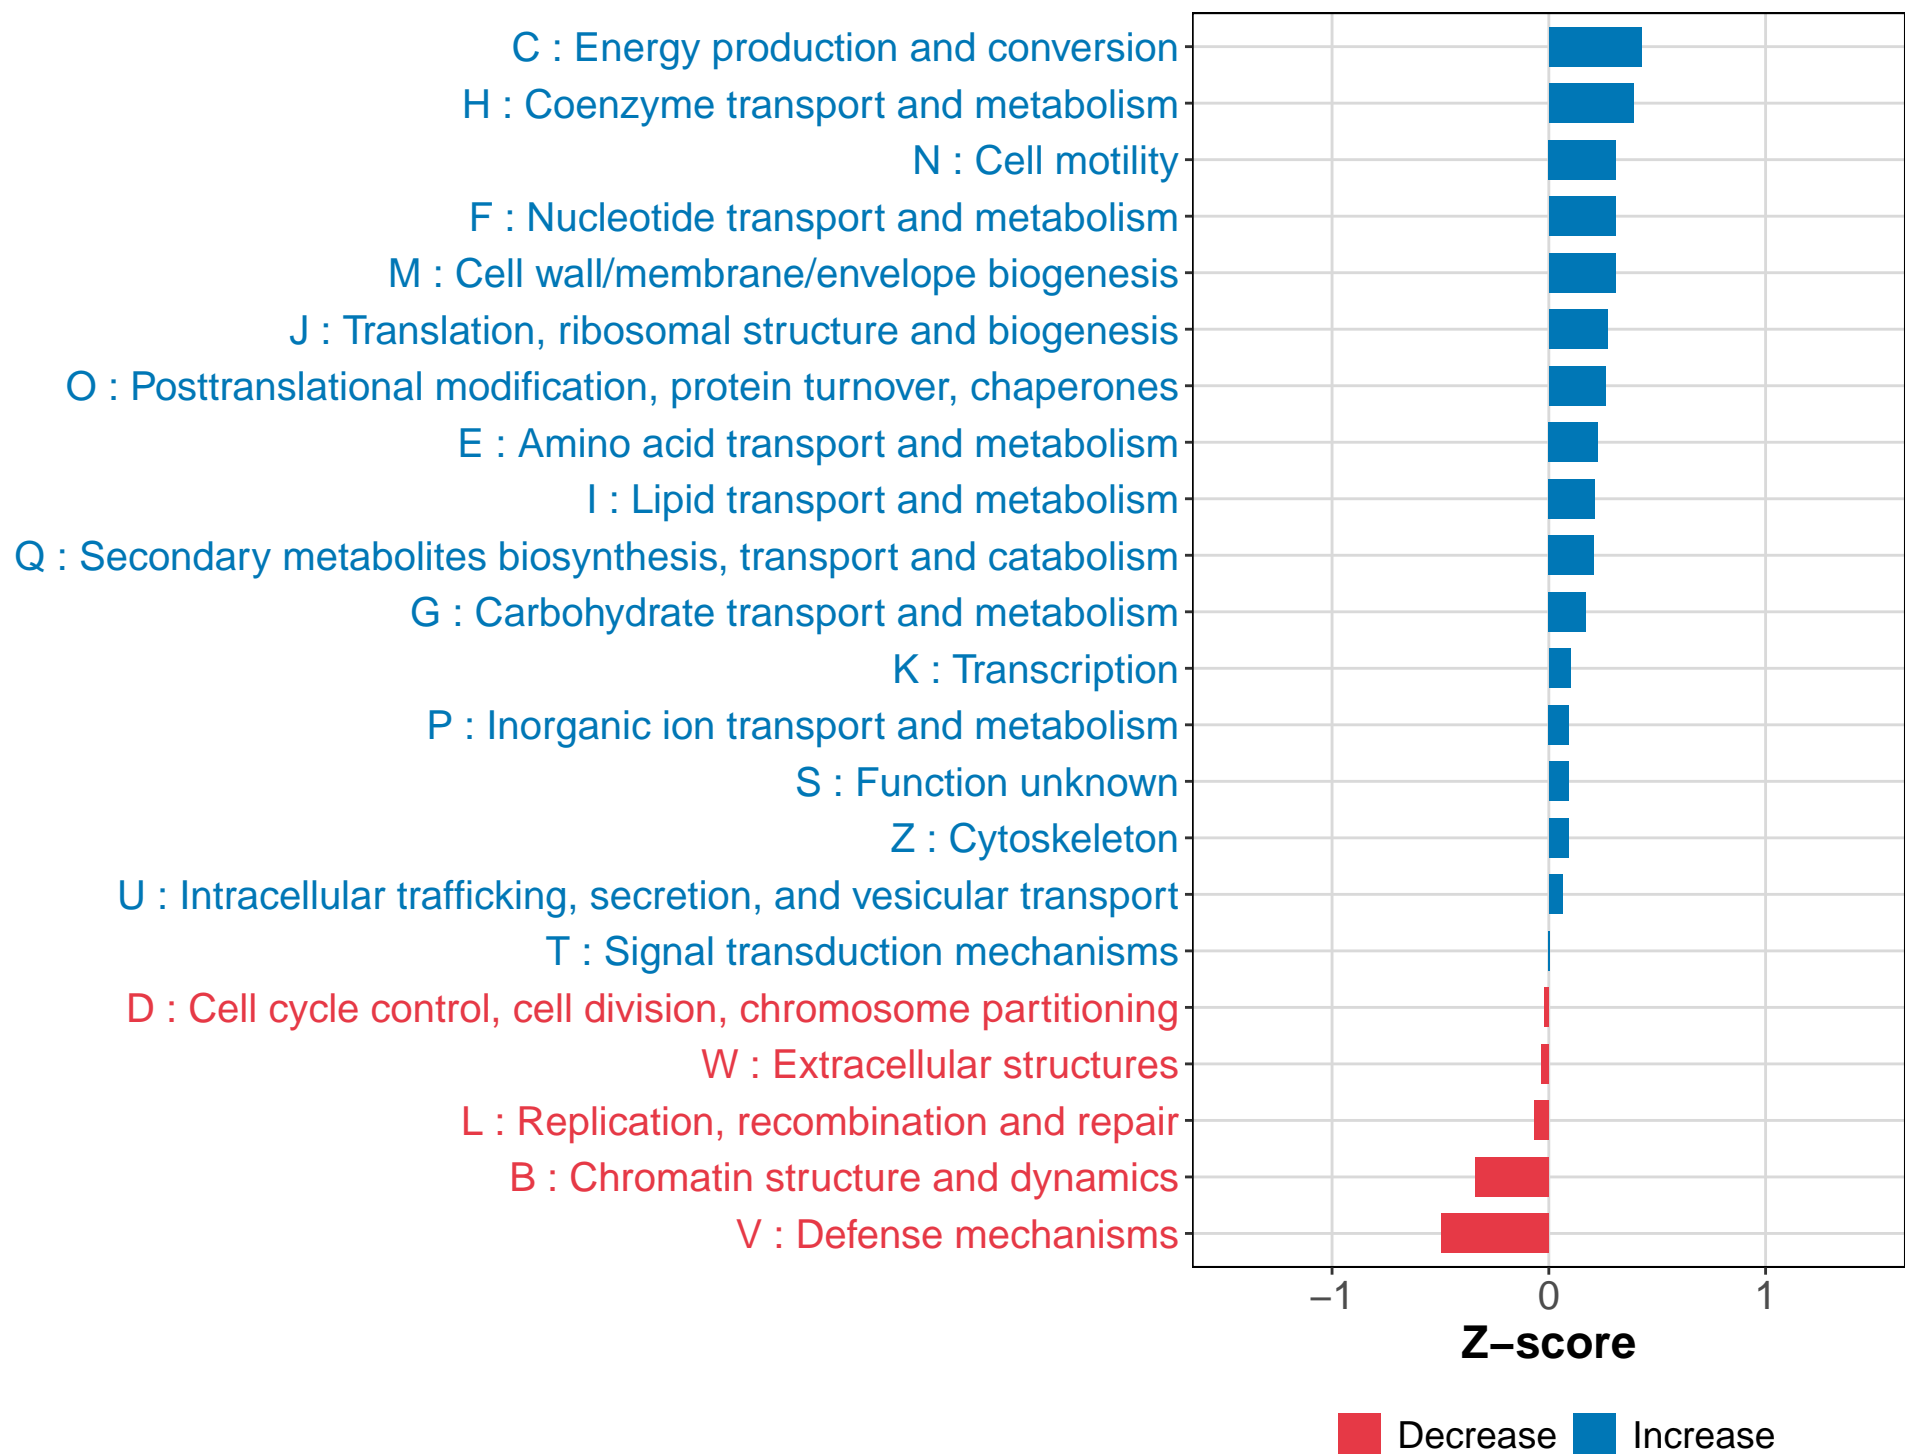 C : Energy production and conversion
H : Coenzyme transport and metabolism
N : Cell motility
F : Nucleotide transport and metabolism
M : Cell wall/membrane/envelope biogenesis
J : Translation, ribosomal structure and biogenesis
O : Posttranslational modification, protein turnover, chaperones
E : Amino acid transport and metabolism
I : Lipid transport and metabolism
Q : Secondary metabolites biosynthesis, transport and catabolism
G : Carbohydrate transport and metabolism
K : Transcription
P : Inorganic ion transport and metabolism
S : Function unknown
Z : Cytoskeleton
U : Intracellular trafficking, secretion, and vesicular transport
T : Signal transduction mechanisms
D : Cell cycle control, cell division, chromosome partitioning
W : Extracellular structures
L : Replication, recombination and repair
B : Chromatin structure and dynamics
V : Defense mechanisms
−1 0 1
Z−score
Decrease Increase